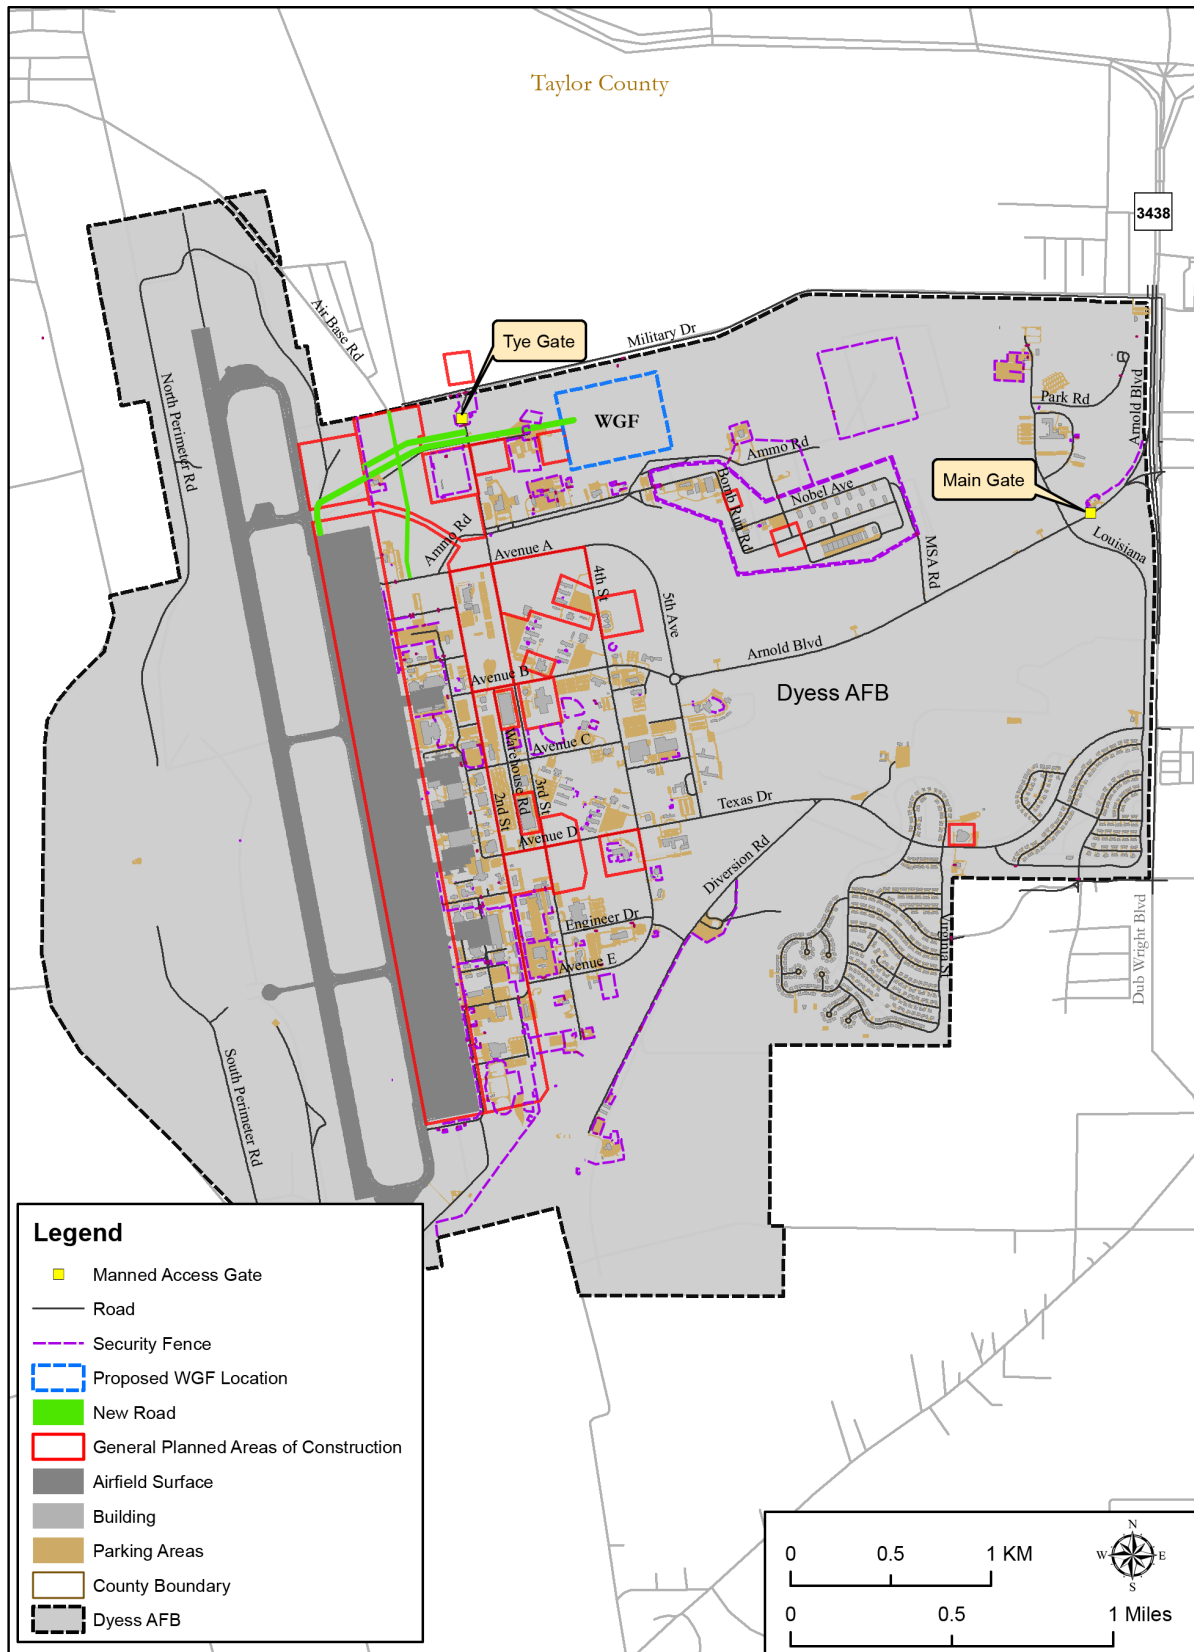 Taylor County
3438
Air Base Rd
Tye Gate
Military Dr
North Perimeter Rd
WGF
Park Rd
Arnold Blvd
Ammo Rd
Main Gate
Bomb Run Rd
Nobel Ave
Louisiana
Ammo Rd
Avenue A
MSA Rd
4th St
5th Ave
Arnold Blvd
Avenue B
Dyess AFB
Warehouse Rd
Avenue C
2nd St
3rd St
Texas Dr
Avenue D
Diversion Rd
Engineer Dr
Virginia St
Dub Wright Blvd
Avenue E
South Perimeter Rd
Legend
Manned Access Gate
Road
Security Fence
Proposed WGF Location
New Road
General Planned Areas of Construction
Airfield Surface
Building
Parking Areas
County Boundary
Dyess AFB
N
W E
S
0 0.5 1 KM
0 0.5 1 Miles